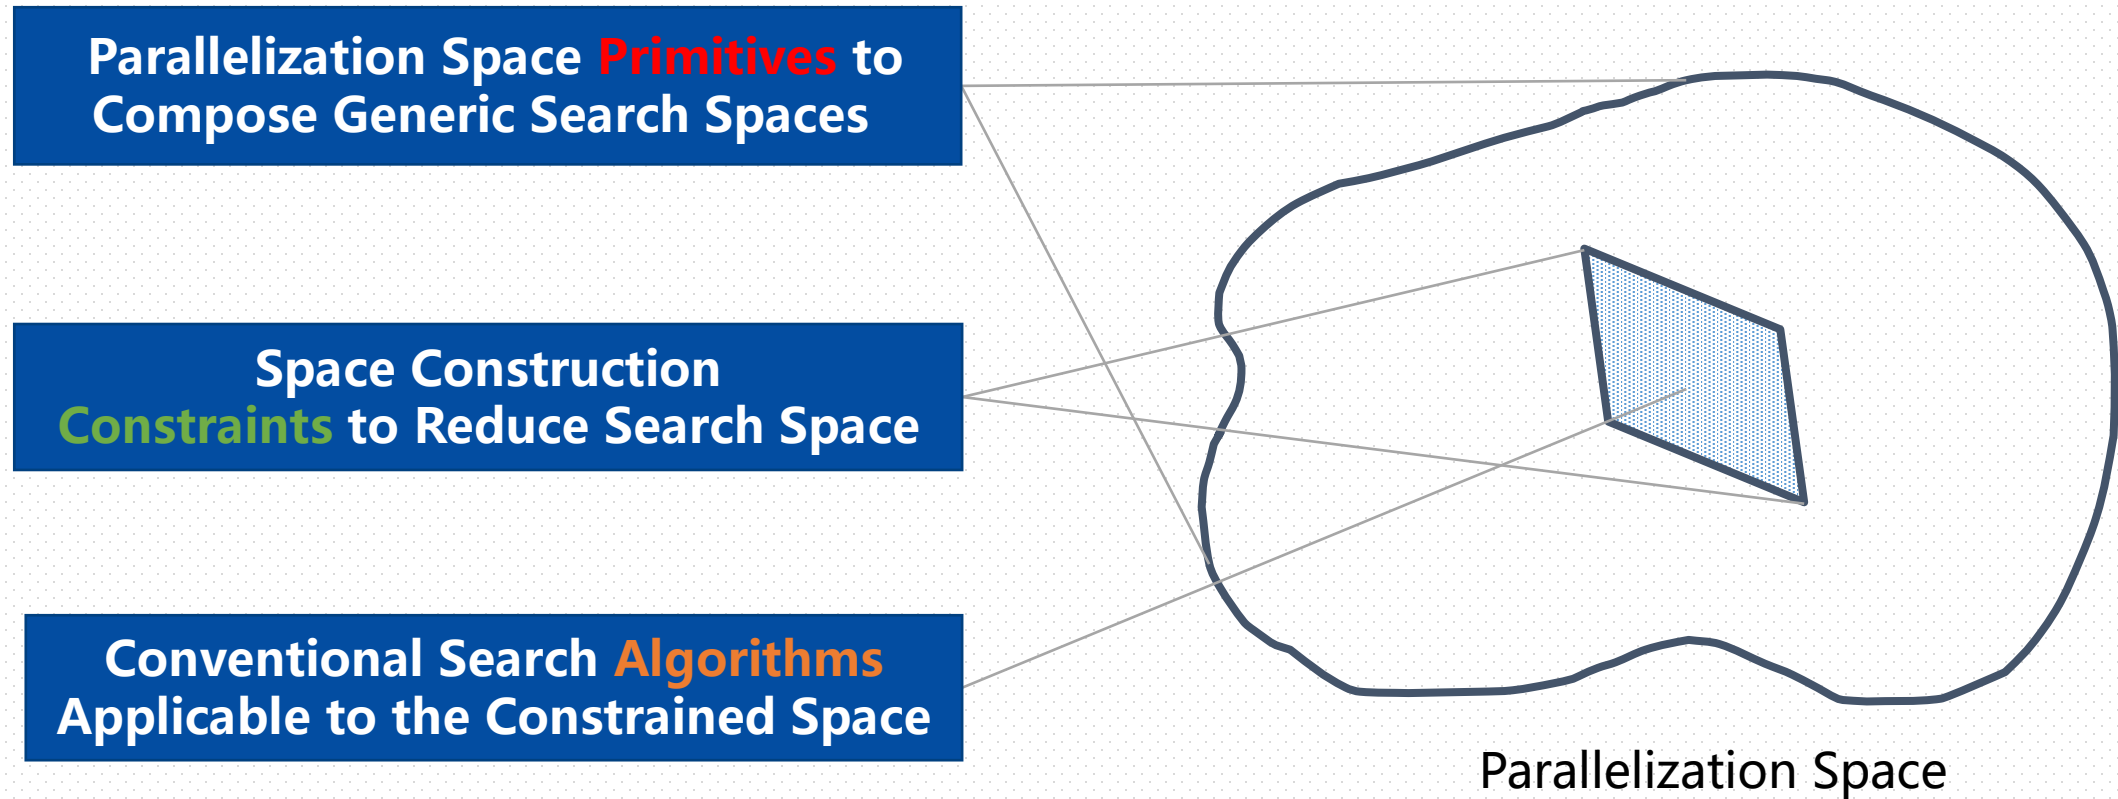 Parallelization Space Primitives to
Compose Generic Search Spaces
Space Construction
Constraints to Reduce Search Space
Conventional Search Algorithms
Applicable to the Constrained Space
Parallelization Space